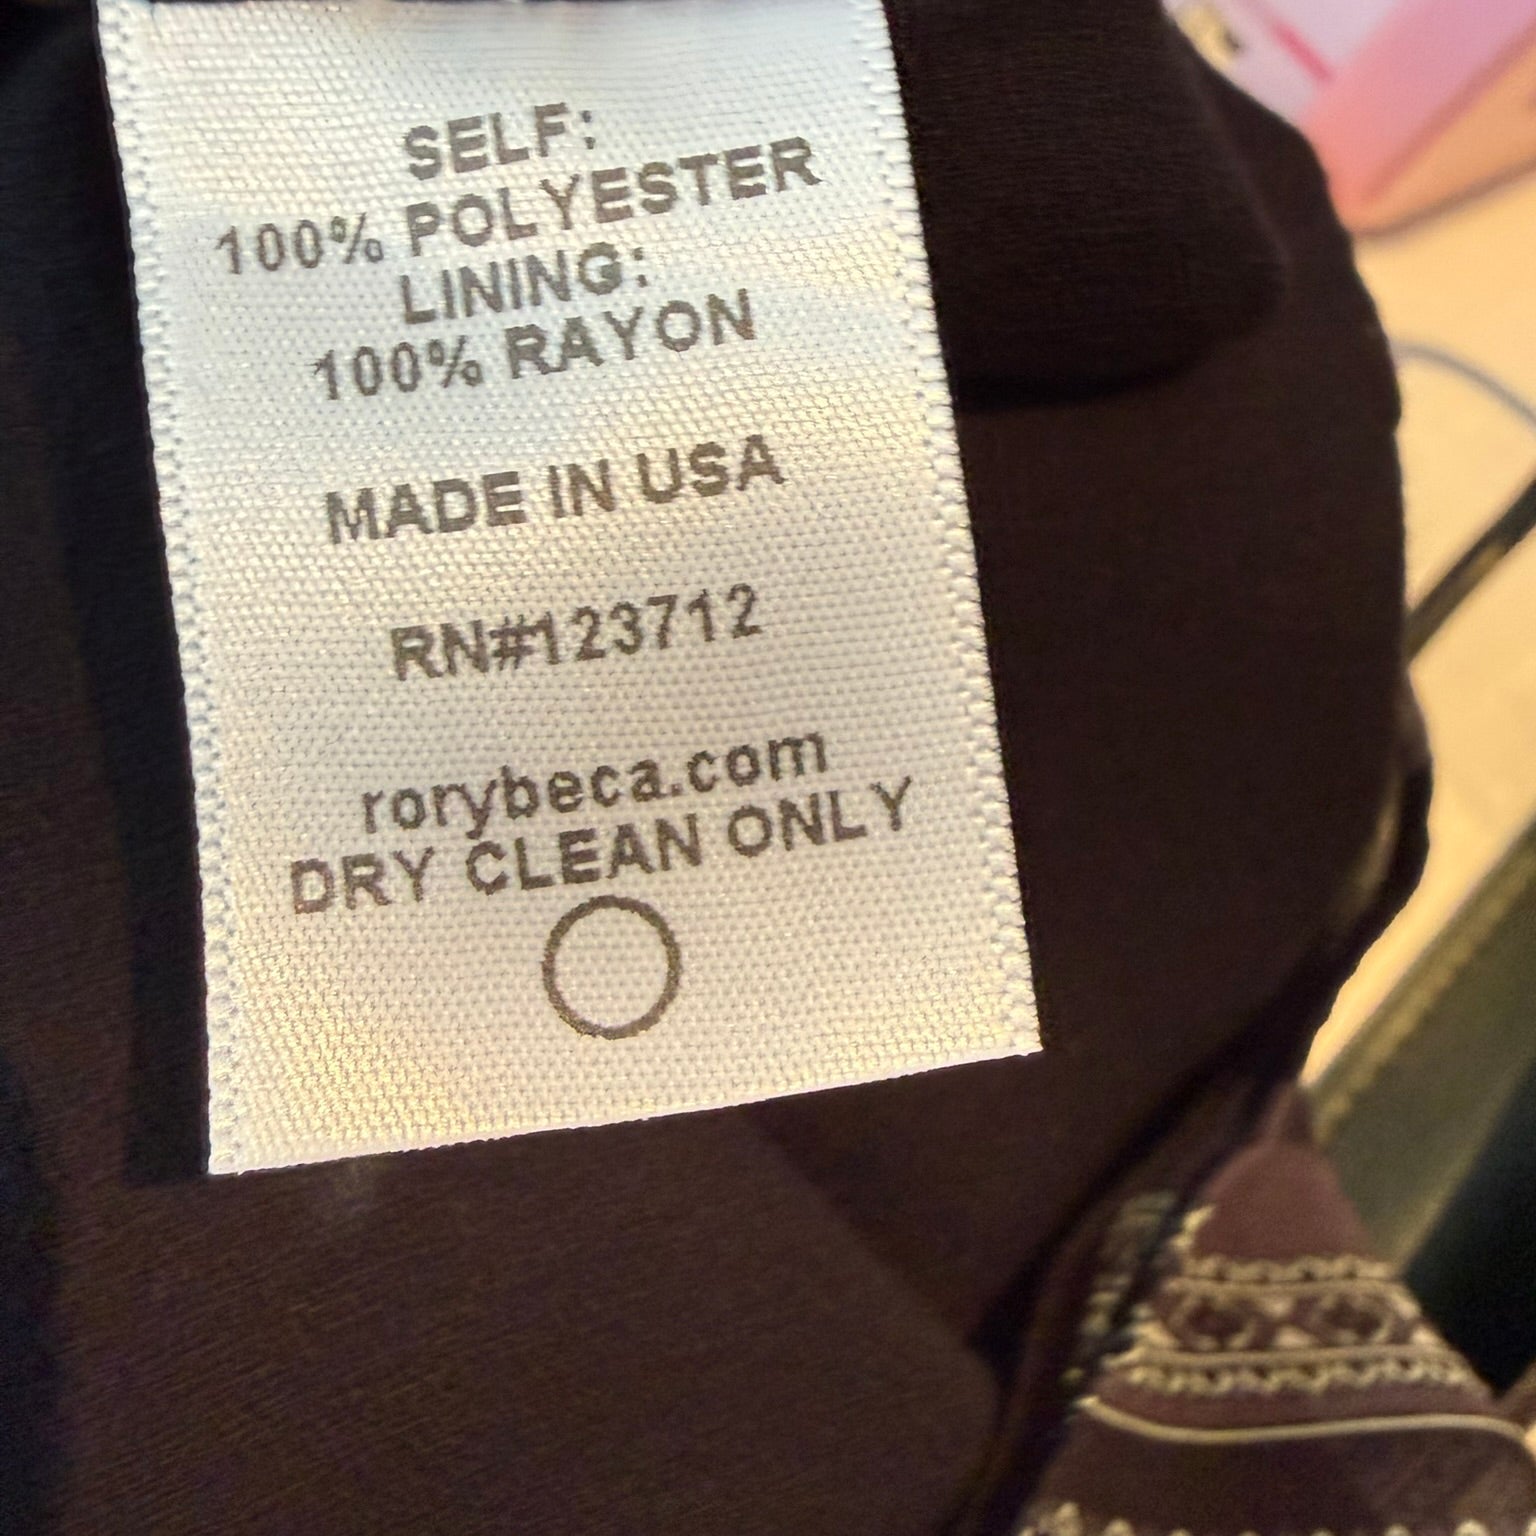 SELF:
100% POLYESTER
LINING:
100% RAYON
MADE IN USA
RN#123712
rorybeca.com
DRY CLEAN ONLY